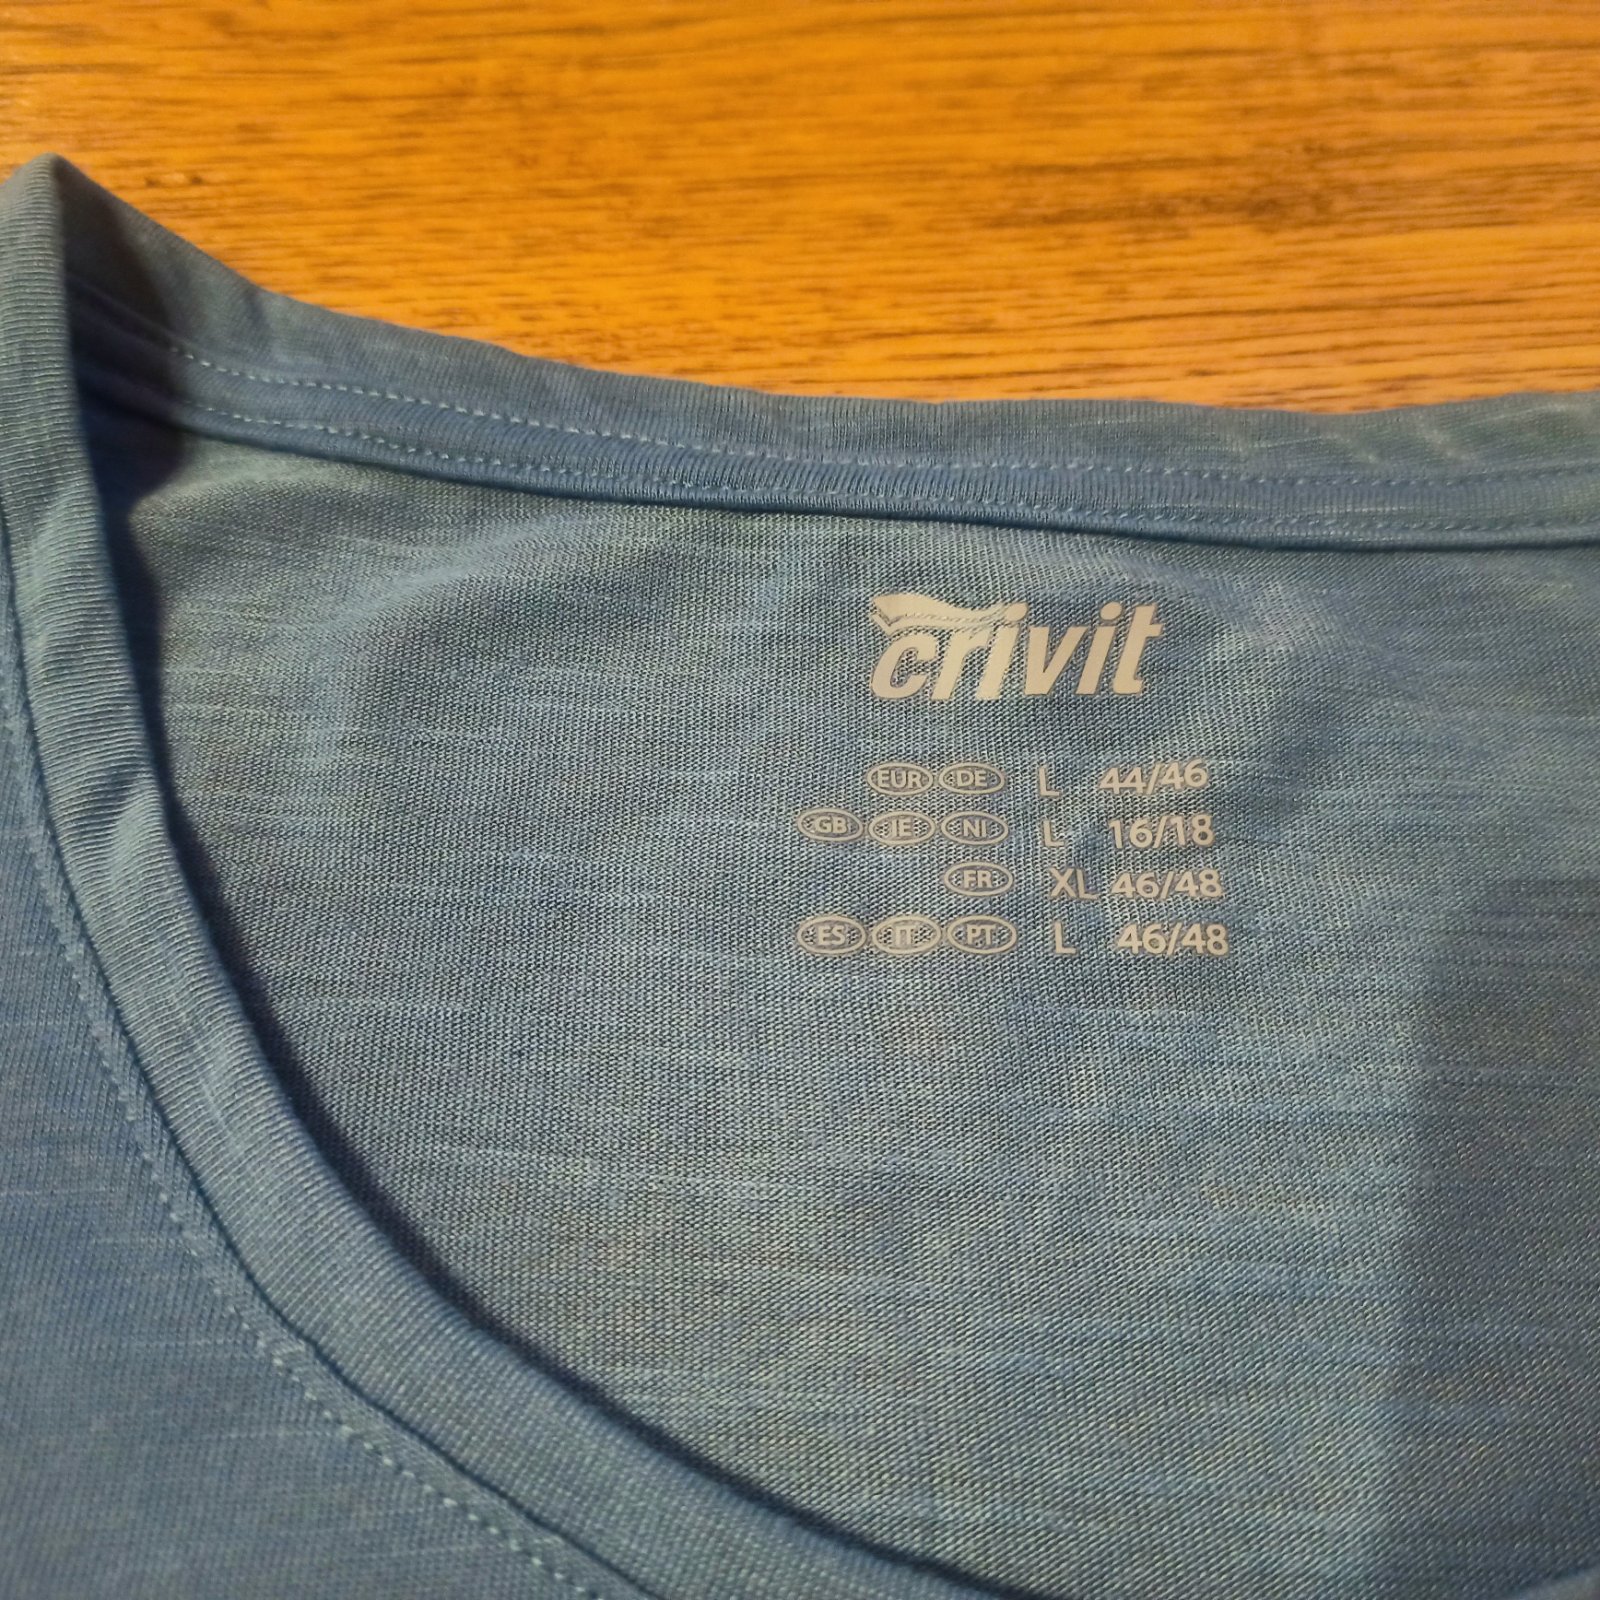 crivit
EUR DE L 44/46
GB IE NI L 16/18
FR XL 46/48
ES IT PT L 46/48